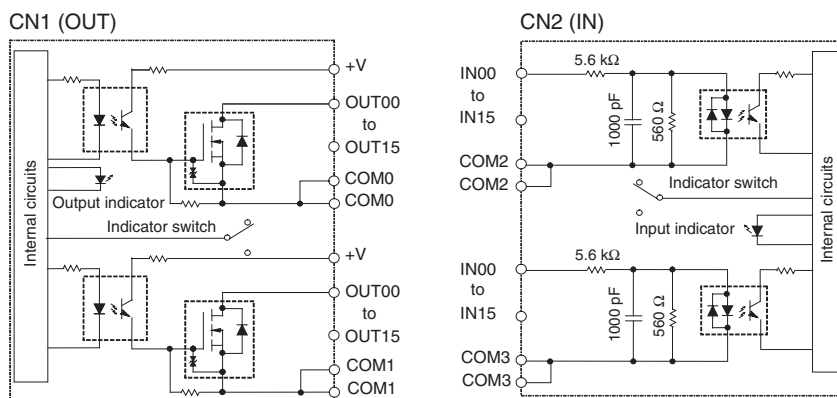 CN1 (OUT)
Internal circuits
+V
OUT00
to
OUT15
COM0
COM0
Output indicator
Indicator switch
+V
OUT00
to
OUT15
COM1
COM1
CN2 (IN)
IN00
to
IN15
COM2
COM2
5.6 kΩ
1000 pF
560 Ω
Indicator switch
Input indicator
Internal circuits
IN00
to
IN15
COM3
COM3
5.6 kΩ
1000 pF
560 Ω